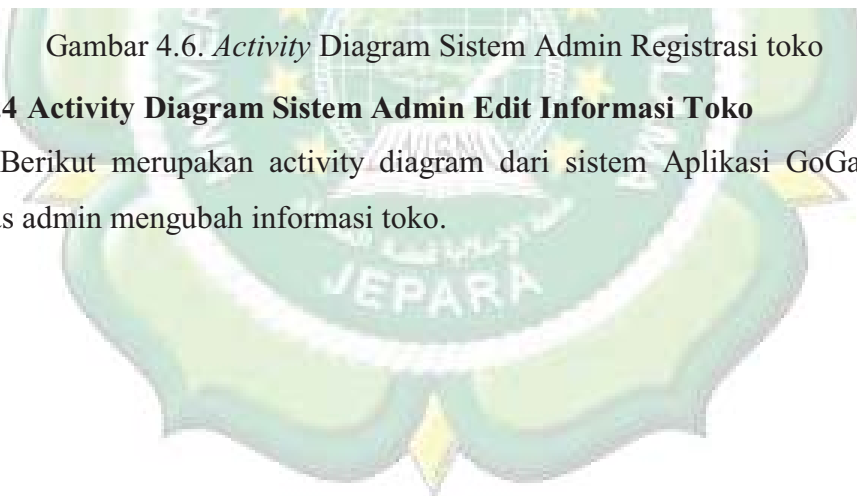 Gambar 4.6. Activity Diagram Sistem Admin Registrasi toko
.4 Activity Diagram Sistem Admin Edit Informasi Toko
Berikut merupakan activity diagram dari sistem Aplikasi GoGa
s admin mengubah informasi toko.
JEPARA